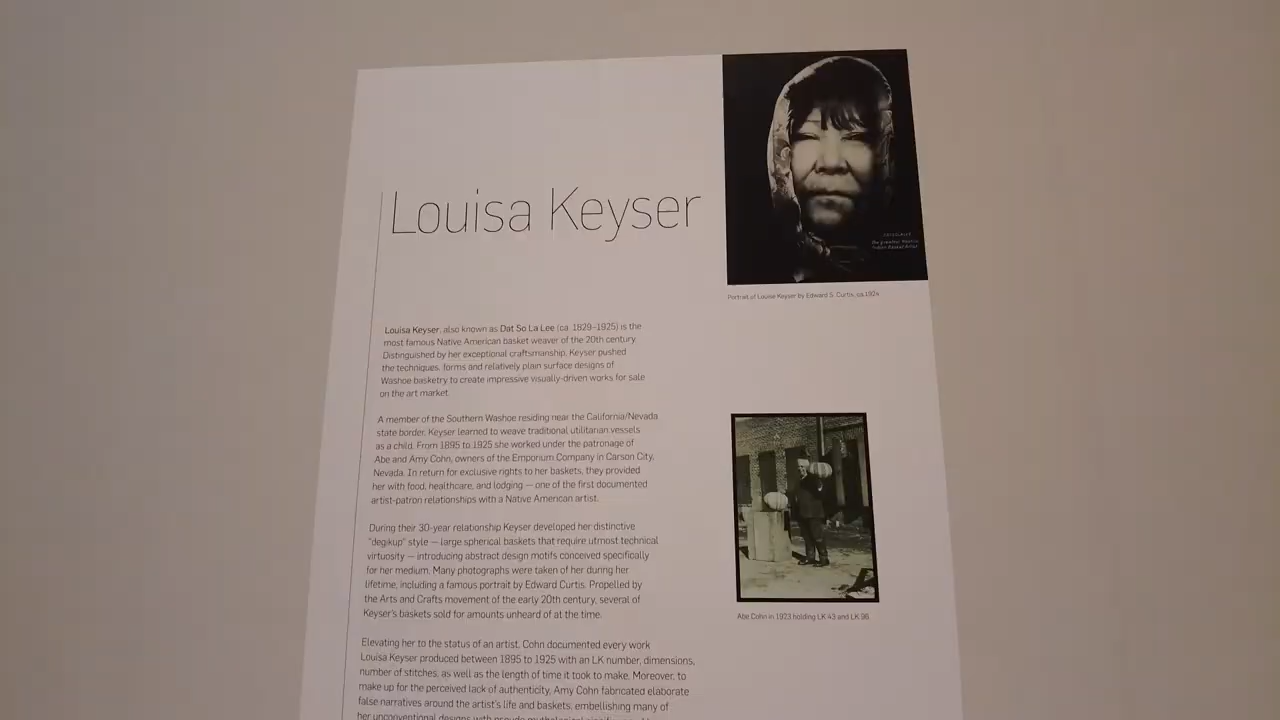 Louisa Keyser
the greatest Native
Indian Basket Artist
Portrait of Louisa Keyser by Edward S. Curtis, ca.1924
Louisa Keyser, also known as Dat So La Lee (ca. 1829–1925) is the
most famous Native American basket weaver of the 20th century.
Distinguished by her exceptional craftsmanship, Keyser pushed
the techniques, forms and relatively plain surface designs of
Washoe basketry to create impressive visually-driven works for sale
on the art market.
A member of the Southern Washoe residing near the California/Nevada
state border, Keyser learned to weave traditional utilitarian vessels
as a child. From 1895 to 1925 she worked under the patronage of
Abe and Amy Cohn, owners of the Emporium Company in Carson City,
Nevada. In return for exclusive rights to her baskets, they provided
her with food, healthcare, and lodging — one of the first documented
artist-patron relationships with a Native American artist.
During their 30-year relationship Keyser developed her distinctive
"degikup" style — large spherical baskets that require utmost technical
virtuosity — introducing abstract design motifs conceived specifically
for her medium. Many photographs were taken of her during her
lifetime, including a famous portrait by Edward Curtis. Propelled by
the Arts and Crafts movement of the early 20th century, several of
Keyser's baskets sold for amounts unheard of at the time.
Elevating her to the status of an artist, Cohn documented every work
Louisa Keyser produced between 1895 to 1925 with an LK number, dimensions,
number of stitches, as well as the length of time it took to make. Moreover, to
make up for the perceived lack of authenticity, Amy Cohn fabricated elaborate
false narratives around the artist's life and baskets, embellishing many of
her unconventional designs with pseudo
Abe Cohn in 1923 holding LK 43 and LK 96